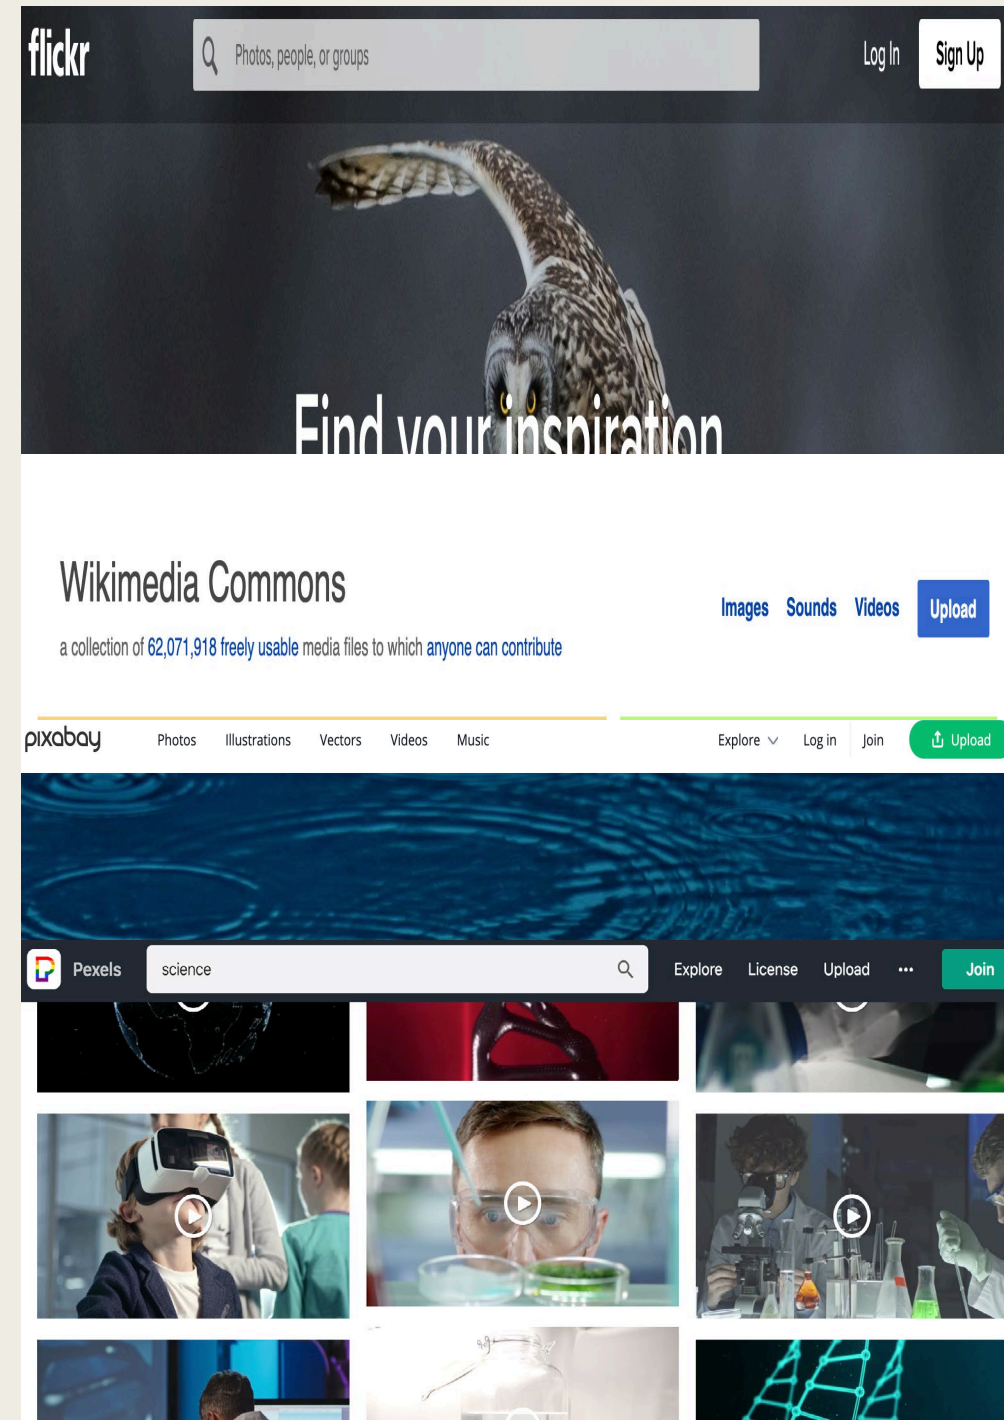 flickr
Photos, people, or groups
Log In
Sign Up
Find your inspiration
Wikimedia Commons
a collection of 62,071,918 freely usable media files to which anyone can contribute
Images Sounds Videos Upload
pixabay
Photos Illustrations Vectors Videos Music
Explore Log in Join Upload
Pexels
science
Explore License Upload ••• Join